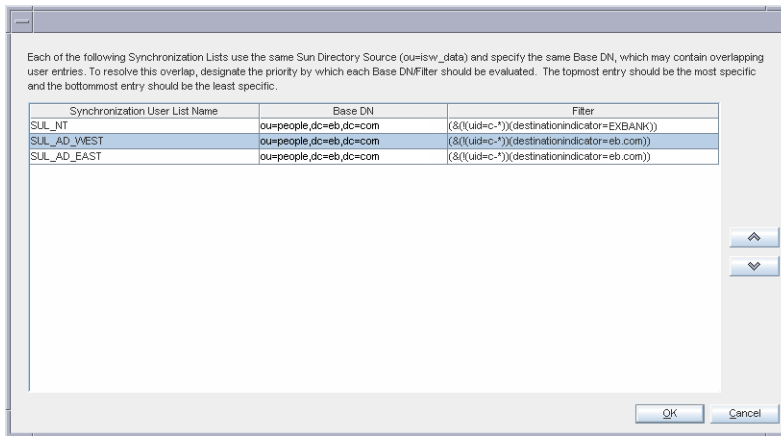 Each of the following Synchronization Lists use the same Sun Directory Source (ou=isw_data) and specify the same Base DN, which may contain overlapping
user entries. To resolve this overlap, designate the priority by which each Base DN/Filter should be evaluated. The topmost entry should be the most specific
and the bottommost entry should be the least specific.
Synchronization User List Name Base DN Filter
SUL_NT ou=people,dc=eb,dc=com (&(!(uid=c-*))(destinationindicator=EXBANK))
SUL_AD_WEST ou=people,dc=eb,dc=com (&(!(uid=c-*))(destinationindicator=eb.com))
SUL_AD_EAST ou=people,dc=eb,dc=com (&(!(uid=c-*))(destinationindicator=eb.com))
OK Cancel